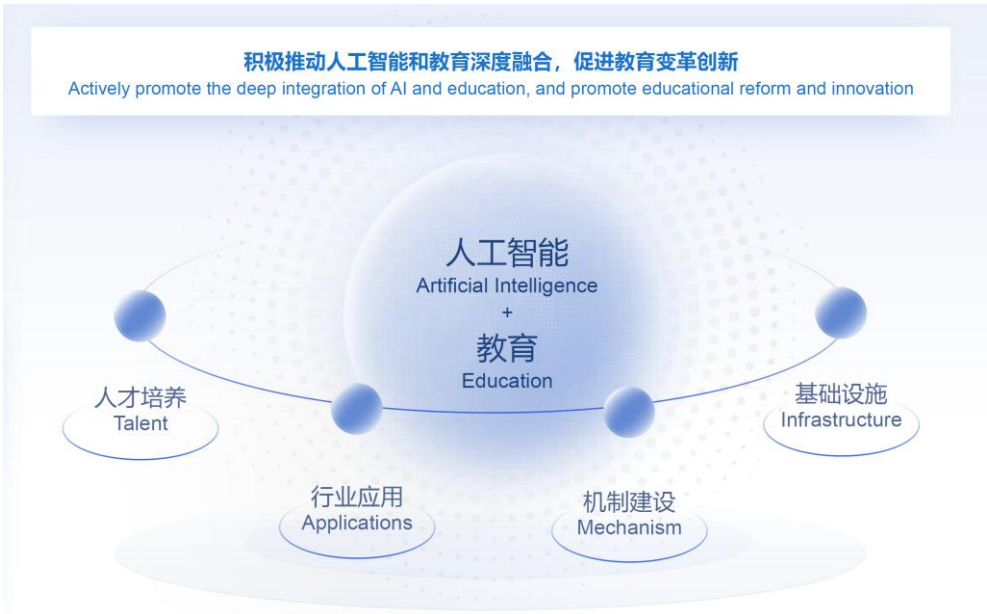 积极推动人工智能和教育深度融合，促进教育变革创新
Actively promote the deep integration of AI and education, and promote educational reform and innovation
人工智能
Artificial Intelligence
+
教育
Education
人才培养
Talent
行业应用
Applications
机制建设
Mechanism
基础设施
Infrastructure